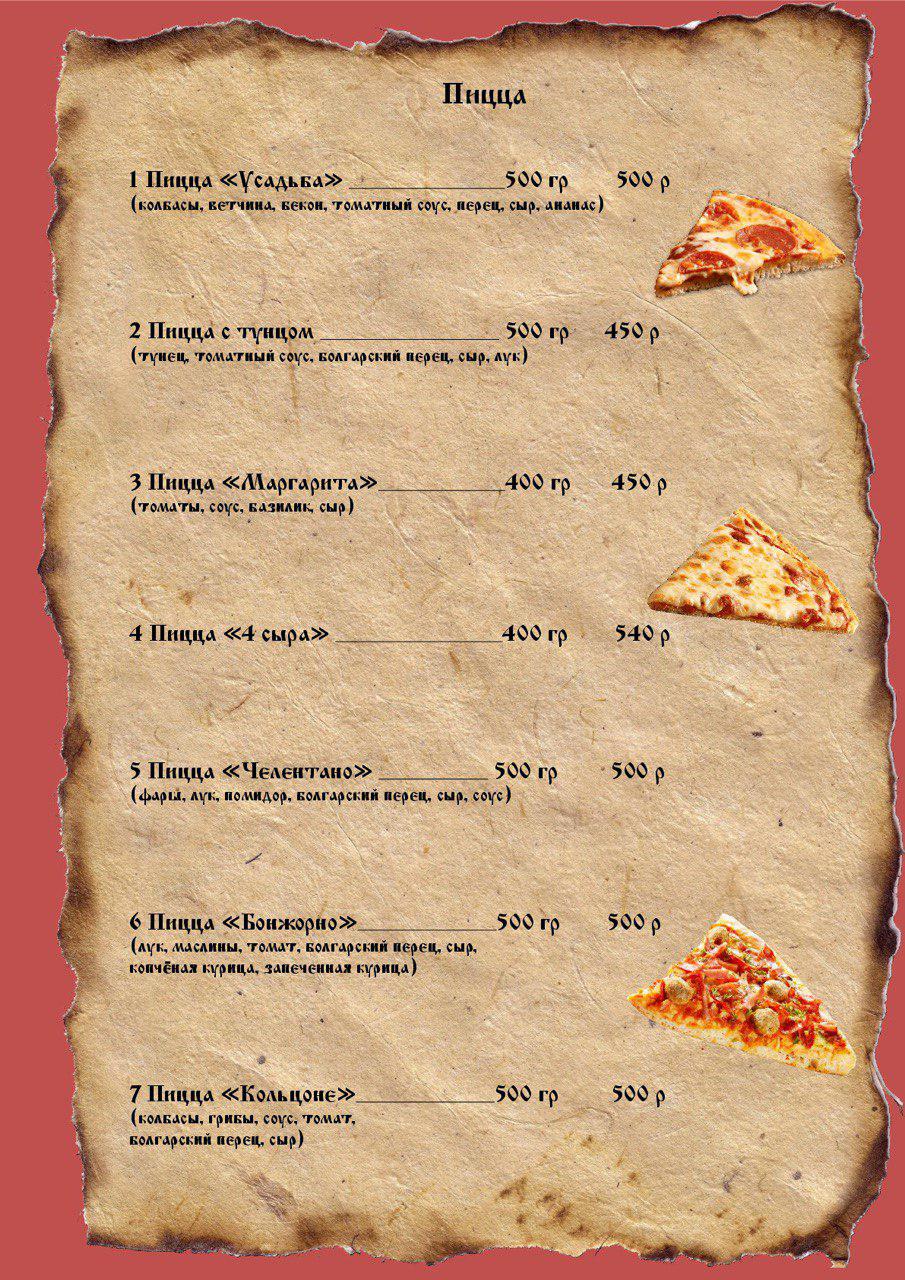 Пицца
1 Пицца «Усадьба» ______________500 гр 500 р
(колбасы, ветчина, бекон, томатный соус, перец, сыр, ананас)
2 Пицца с тунцом ________________ 500 гр 450 р
(тунец, томатный соус, болгарский перец, сыр, лук)
3 Пицца «Маргарита»___________400 гр 450 р
(томаты, соус, базилик, сыр)
4 Пицца «4 сыра» _______________400 гр 540 р
5 Пицца «Челентано» __________ 500 гр 500 р
(фарш, лук, помидор, болгарский перец, сыр, соус)
6 Пицца «Бонжорно»____________500 гр 500 р
(лук, маслины, томат, болгарский перец, сыр,
копчёная курица, запеченная курица)
7 Пицца «Кольцоне»____________500 гр 500 р
(колбасы, грибы, соус, томат,
болгарский перец, сыр)